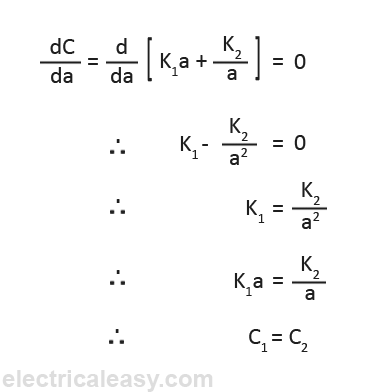 dC/da = d/da [ K₁a + K₂/a ] = 0
∴ K₁ - K₂/a² = 0
∴ K₁ = K₂/a²
∴ K₁a = K₂/a
∴ C₁ = C₂
electricaleasy.com